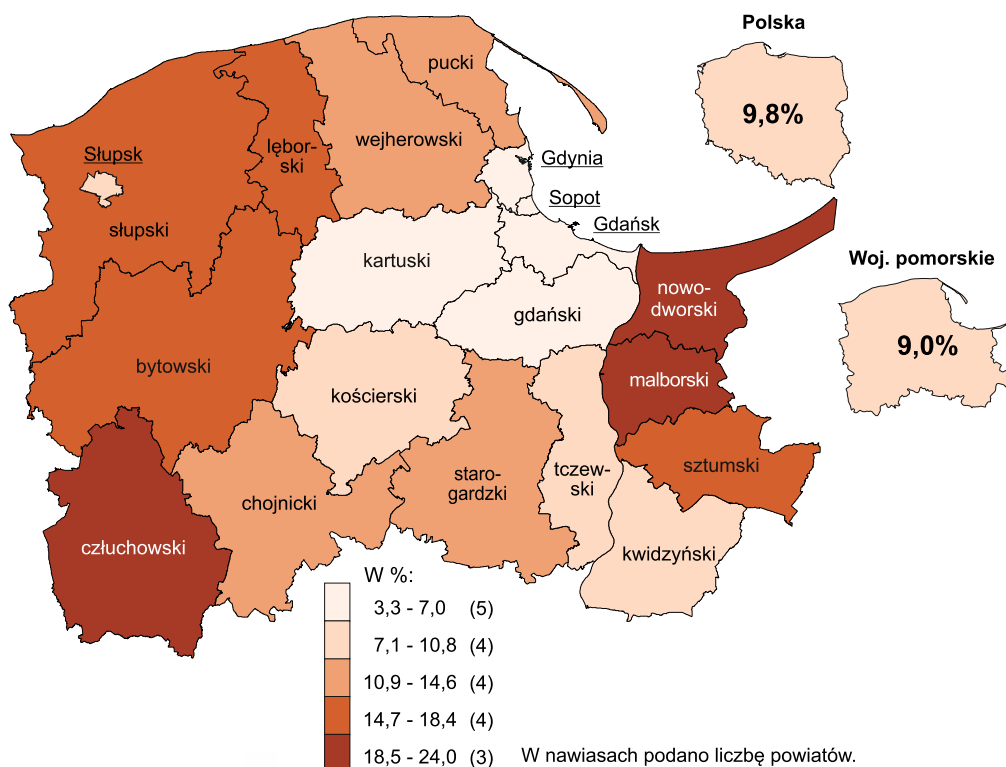 Polska
9,8%
pucki
wejherowski
lębor-
ski
Słupsk
słupski
Gdynia
Sopot
Gdańsk
kartuski
gdański
nowo-
dworski
Woj. pomorskie
9,0%
bytowski
kościerski
malborski
staro-
gardzki
tczew-
ski
sztumski
chojnicki
człuchowski
kwidzyński
W %:
3,3 - 7,0 (5)
7,1 - 10,8 (4)
10,9 - 14,6 (4)
14,7 - 18,4 (4)
18,5 - 24,0 (3)
W nawiasach podano liczbę powiatów.